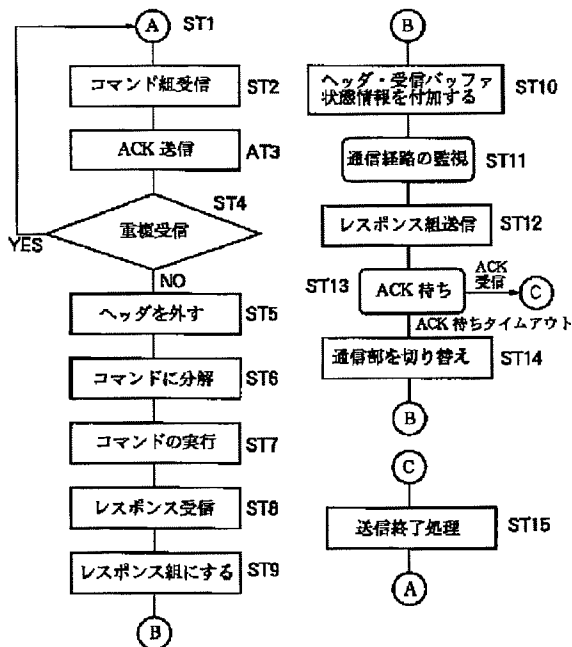 A
ST1
コマンド組受信
ST2
ACK 送信
AT3
ST4
重複受信
YES
NO
ヘッダを外す
ST5
コマンドに分解
ST6
コマンドの実行
ST7
レスポンス受信
ST8
レスポンス組にする
ST9
B
B
ヘッダ・受信バッファ
状態情報を付加する
ST10
通信経路の監視
ST11
レスポンス組送信
ST12
ST13
ACK 待ち
ACK
受信
C
ACK 待ちタイムアウト
通信部を切り替え
ST14
B
C
送信終了処理
ST15
A